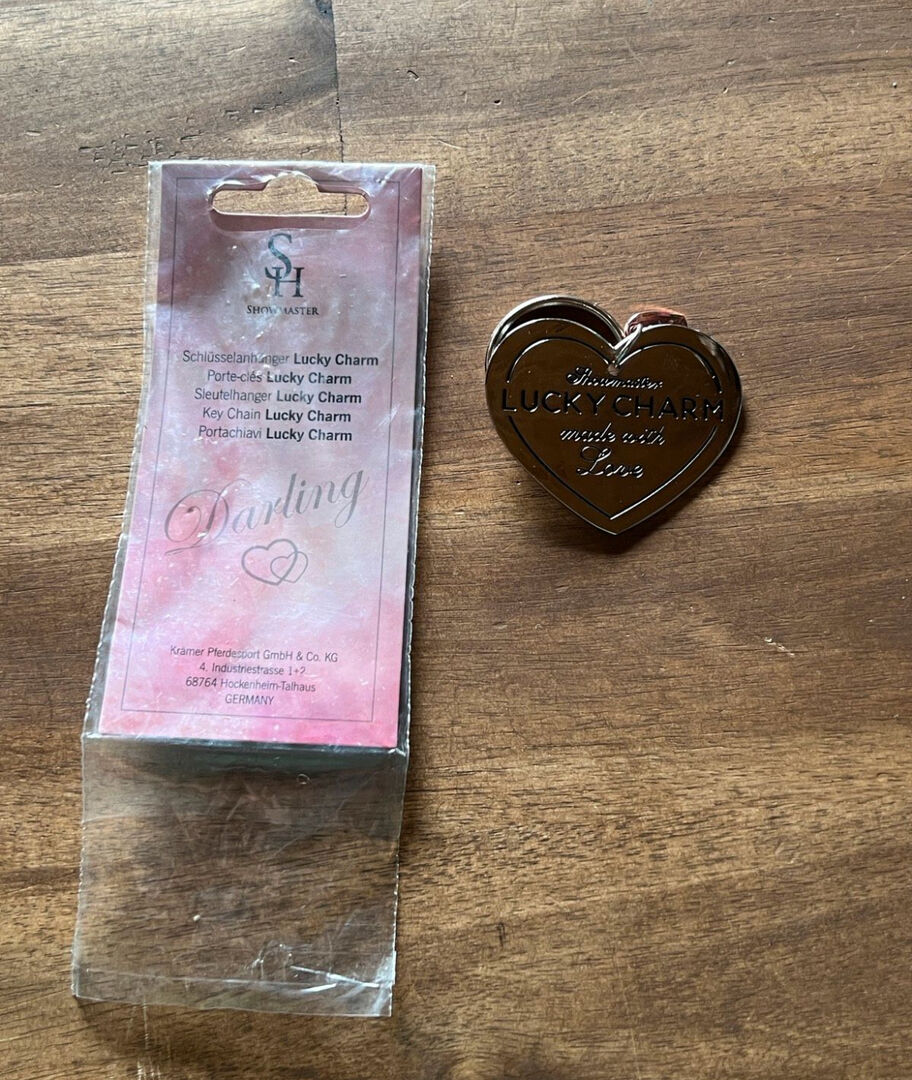 SH
SHOWMASTER
Schlüsselanhänger Lucky Charm
Porte-clés Lucky Charm
Sleutelhanger Lucky Charm
Key Chain Lucky Charm
Portachiavi Lucky Charm
Darling
Krämer Pferdesport GmbH & Co. KG
4. Industriestrasse 1+2
68764 Hockenheim-Talhaus
GERMANY
Showmaster
LUCKY CHARM
made with
Love